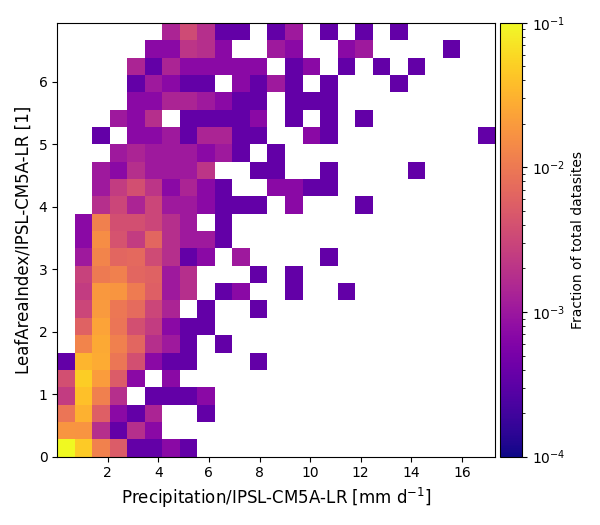 LeafAreaIndex/IPSL-CM5A-LR [1]
6
5
4
3
2
1
0
2 4 6 8 10 12 14 16
Precipitation/IPSL-CM5A-LR [mm d⁻¹]
10⁻¹
10⁻²
10⁻³
10⁻⁴
Fraction of total datasites